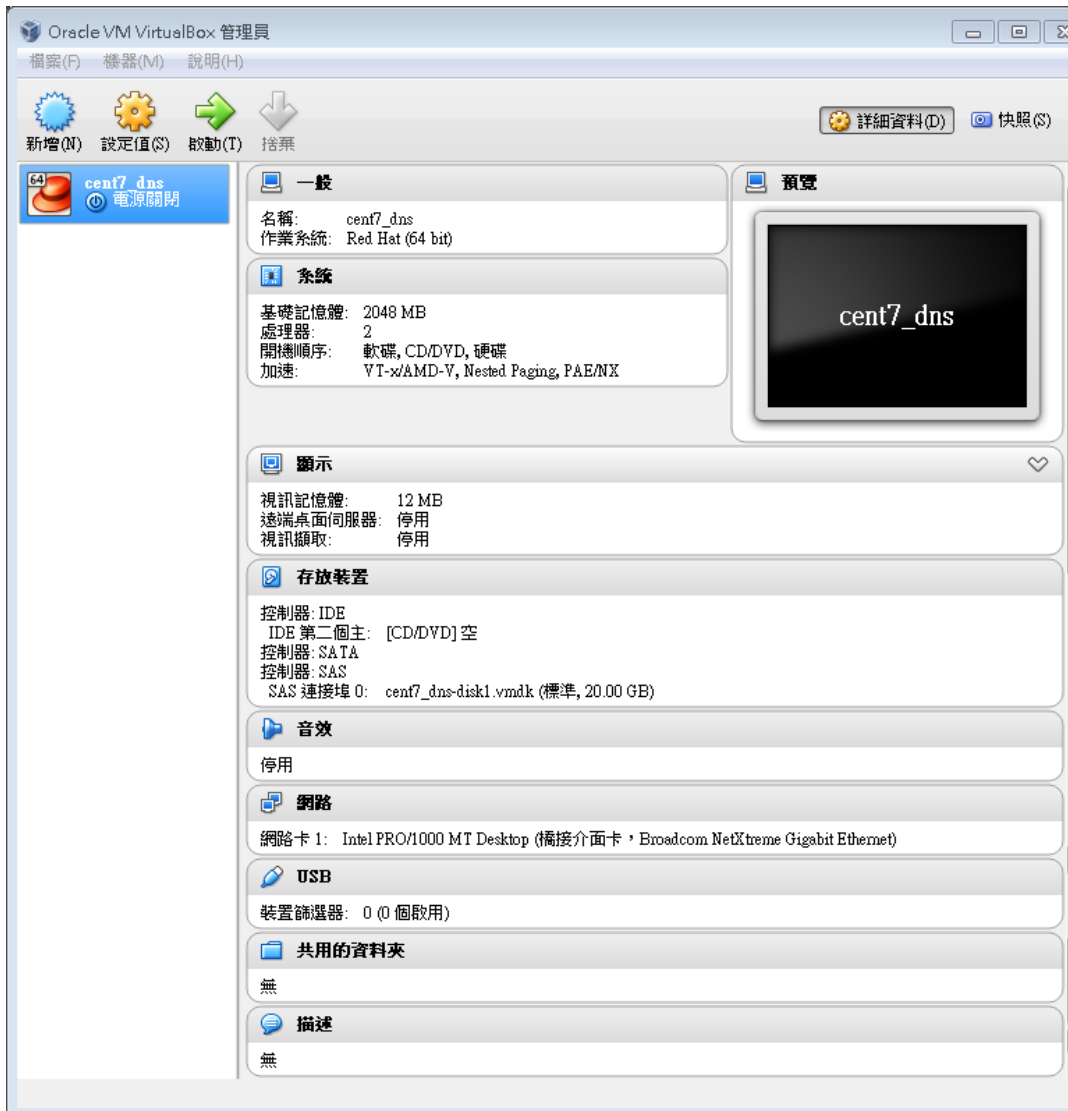 Oracle VM VirtualBox 管理員
檔案(F) 機器(M) 說明(H)
新增(N) 設定值(S) 啟動(T) 捨棄
詳細資料(D) 快照(S)
64
cent7_dns
電源關閉
一般
名稱: cent7_dns
作業系統: Red Hat (64 bit)
預覽
cent7_dns
系統
基礎記憶體: 2048 MB
處理器: 2
開機順序: 軟碟, CD/DVD, 硬碟
加速: VT-x/AMD-V, Nested Paging, PAE/NX
顯示
視訊記憶體: 12 MB
遠端桌面伺服器: 停用
視訊擷取: 停用
存放裝置
控制器: IDE
IDE 第二個主: [CD/DVD] 空
控制器: SATA
控制器: SAS
SAS 連接埠 0: cent7_dns-disk1.vmdk (標準, 20.00 GB)
音效
停用
網路
網路卡 1: Intel PRO/1000 MT Desktop (橋接介面卡，Broadcom NetXtreme Gigabit Ethernet)
USB
裝置篩選器: 0 (0 個啟用)
共用的資料夾
無
描述
無